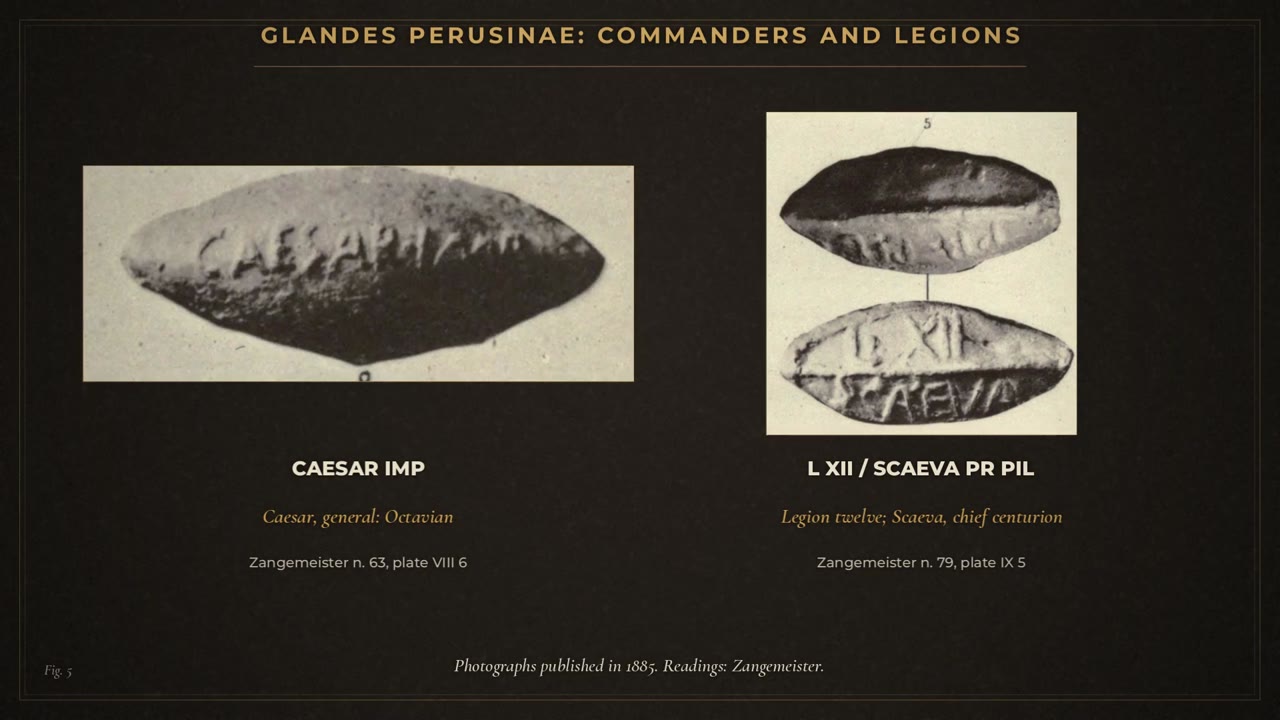 GLANDES PERUSINAE: COMMANDERS AND LEGIONS
CAESAR IMP
5
L XII
SCAEVA
CAESAR IMP
Caesar, general: Octavian
Zangemeister n. 63, plate VIII 6
L XII / SCAEVA PR PIL
Legion twelve; Scaeva, chief centurion
Zangemeister n. 79, plate IX 5
Photographs published in 1885. Readings: Zangemeister.
Fig. 5